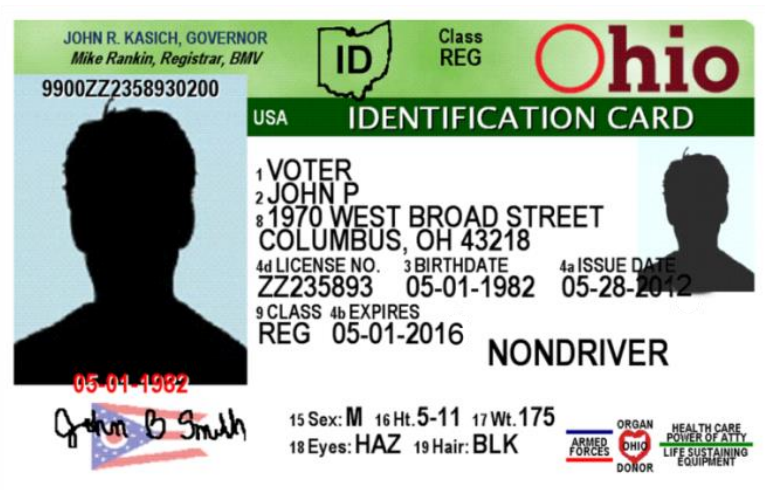 JOHN R. KASICH, GOVERNOR
Mike Rankin, Registrar, BMV
ID
Class
REG
Ohio
9900ZZ2358930200
USA IDENTIFICATION CARD
1 VOTER
2 JOHN P
8 1970 WEST BROAD STREET
COLUMBUS, OH 43218
4d LICENSE NO. 3 BIRTHDATE 4a ISSUE DATE
ZZ235893 05-01-1982 05-28-2012
9 CLASS 4b EXPIRES
REG 05-01-2016
NONDRIVER
05-01-1982
John B Smith
15 Sex: M 16 Ht. 5-11 17 Wt. 175
18 Eyes: HAZ 19 Hair: BLK
ARMED
FORCES
ORGAN
OHIO
DONOR
HEALTH CARE
POWER OF ATTY
LIFE SUSTAINING
EQUIPMENT